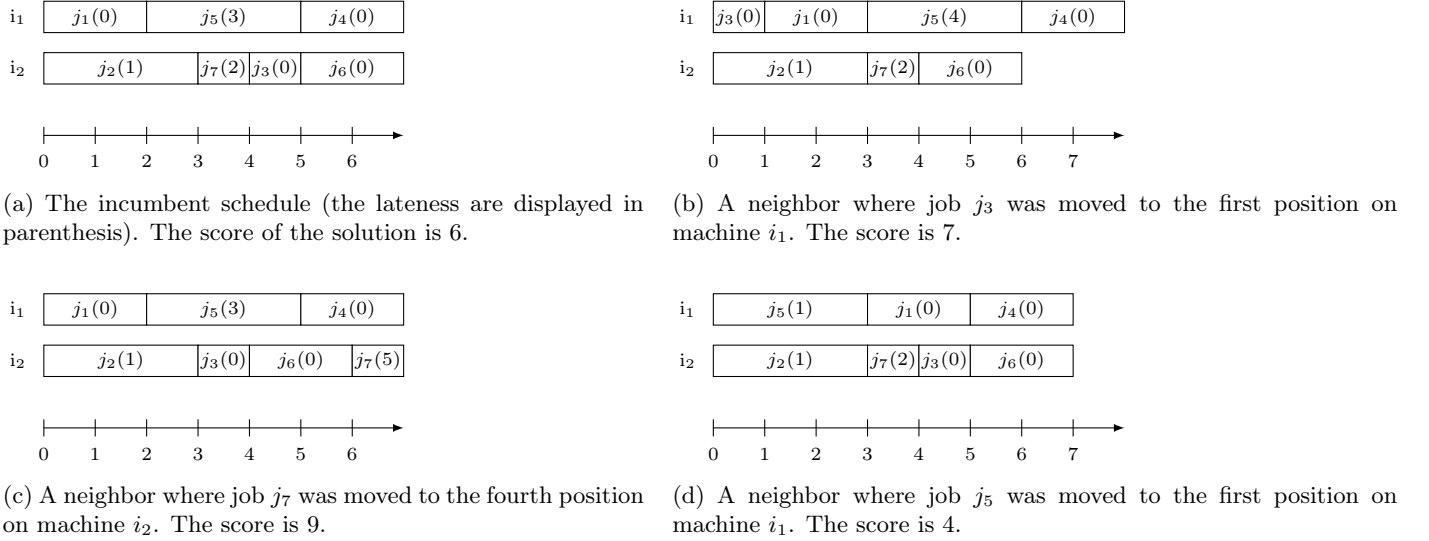 i₁ j₁(0) j₅(3) j₄(0)
i₂ j₂(1) j₇(2) j₃(0) j₆(0)
0 1 2 3 4 5 6
(a) The incumbent schedule (the lateness are displayed in
parenthesis). The score of the solution is 6.
i₁ j₃(0) j₁(0) j₅(4) j₄(0)
i₂ j₂(1) j₇(2) j₆(0)
0 1 2 3 4 5 6 7
(b) A neighbor where job j₃ was moved to the first position on
machine i₁. The score is 7.
i₁ j₁(0) j₅(3) j₄(0)
i₂ j₂(1) j₃(0) j₆(0) j₇(5)
0 1 2 3 4 5 6
(c) A neighbor where job j₇ was moved to the fourth position
on machine i₂. The score is 9.
i₁ j₅(1) j₁(0) j₄(0)
i₂ j₂(1) j₇(2) j₃(0) j₆(0)
0 1 2 3 4 5 6 7
(d) A neighbor where job j₅ was moved to the first position on
machine i₁. The score is 4.